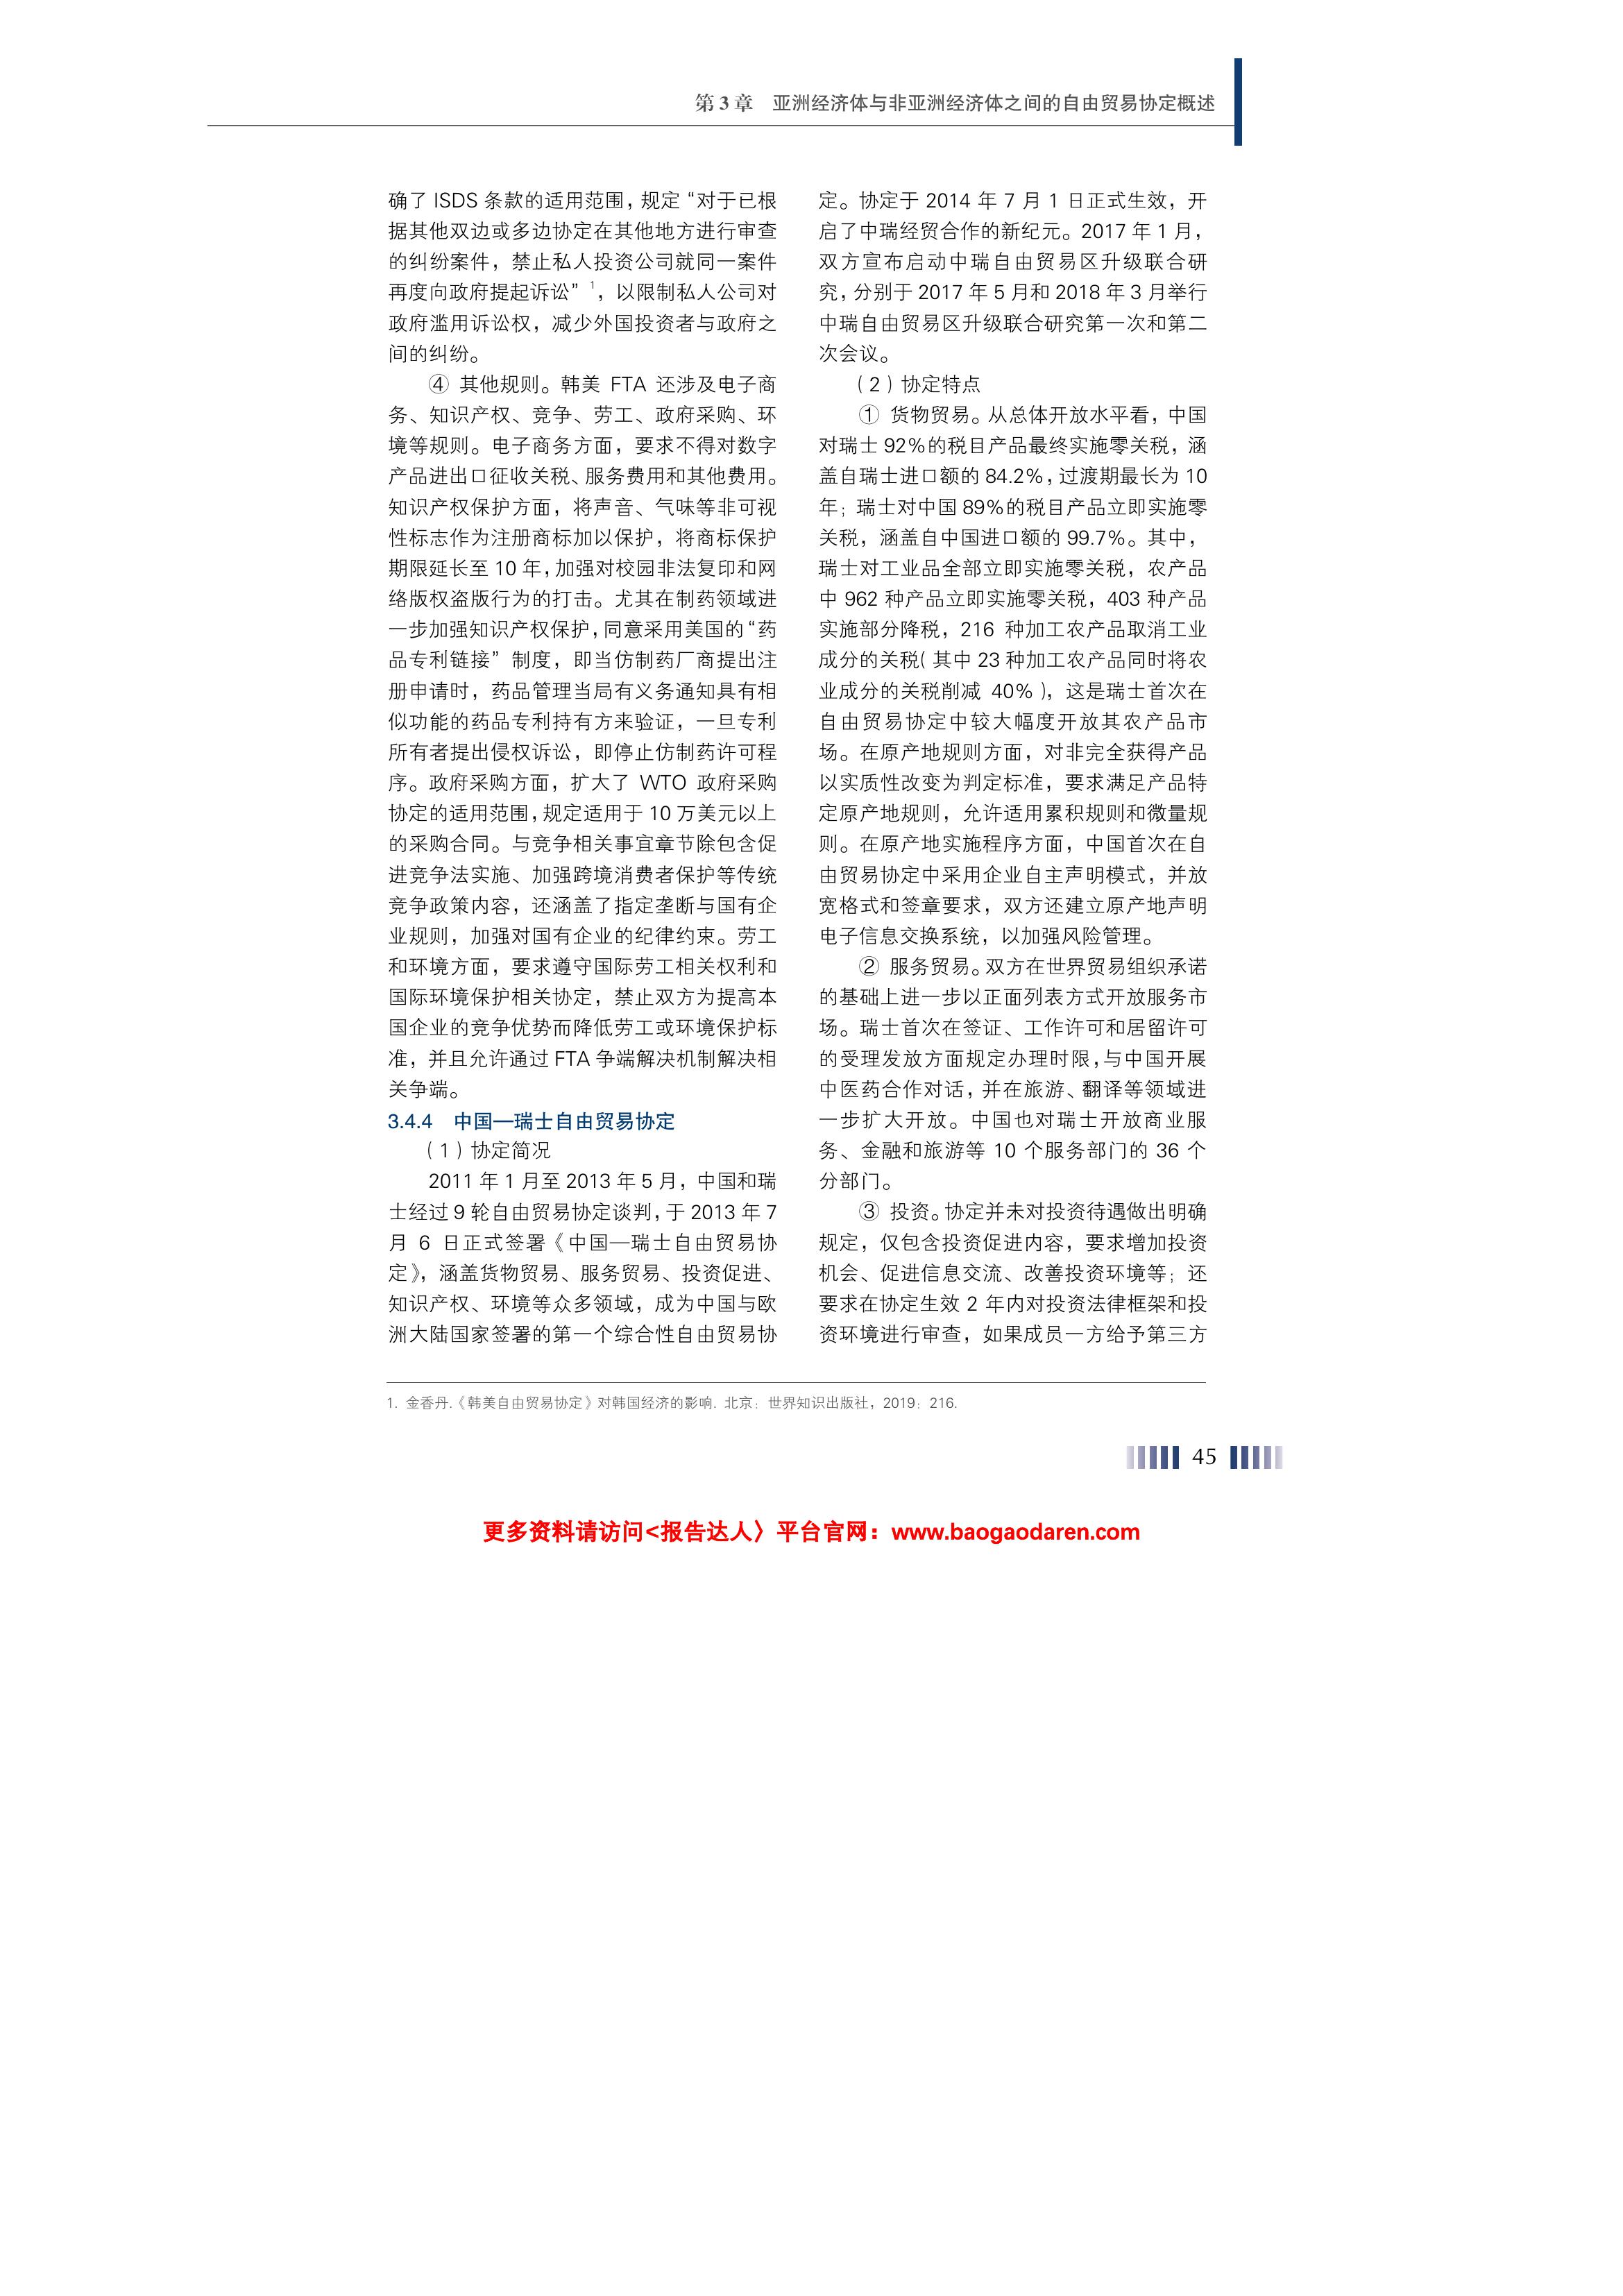 第 3 章　亚洲经济体与非亚洲经济体之间的自由贸易协定概述
确了 ISDS 条款的适用范围，规定“对于已根
据其他双边或多边协定在其他地方进行审查
的纠纷案件，禁止私人投资公司就同一案件
再度向政府提起诉讼”1，以限制私人公司对
政府滥用诉讼权，减少外国投资者与政府之
间的纠纷。
④ 其他规则。韩美 FTA 还涉及电子商
务、知识产权、竞争、劳工、政府采购、环
境等规则。电子商务方面，要求不得对数字
产品进出口征收关税、服务费用和其他费用。
知识产权保护方面，将声音、气味等非可视
性标志作为注册商标加以保护，将商标保护
期限延长至 10 年，加强对校园非法复印和网
络版权盗版行为的打击。尤其在制药领域进
一步加强知识产权保护，同意采用美国的“药
品专利链接”制度，即当仿制药厂商提出注
册申请时，药品管理当局有义务通知具有相
似功能的药品专利持有方来验证，一旦专利
所有者提出侵权诉讼，即停止仿制药许可程
序。政府采购方面，扩大了 WTO 政府采购
协定的适用范围，规定适用于 10 万美元以上
的采购合同。与竞争相关事宜章节除包含促
进竞争法实施、加强跨境消费者保护等传统
竞争政策内容，还涵盖了指定垄断与国有企
业规则，加强对国有企业的纪律约束。劳工
和环境方面，要求遵守国际劳工相关权利和
国际环境保护相关协定，禁止双方为提高本
国企业的竞争优势而降低劳工或环境保护标
准，并且允许通过 FTA 争端解决机制解决相
关争端。
3.4.4　中国—瑞士自由贸易协定
（1）协定简况
2011 年 1 月至 2013 年 5 月，中国和瑞
士经过 9 轮自由贸易协定谈判，于 2013 年 7
月 6 日正式签署《中国—瑞士自由贸易协
定》，涵盖货物贸易、服务贸易、投资促进、
知识产权、环境等众多领域，成为中国与欧
洲大陆国家签署的第一个综合性自由贸易协
定。协定于 2014 年 7 月 1 日正式生效，开
启了中瑞经贸合作的新纪元。2017 年 1 月，
双方宣布启动中瑞自由贸易区升级联合研
究，分别于 2017 年 5 月和 2018 年 3 月举行
中瑞自由贸易区升级联合研究第一次和第二
次会议。
（2）协定特点
① 货物贸易。从总体开放水平看，中国
对瑞士 92%的税目产品最终实施零关税，涵
盖自瑞士进口额的 84.2%，过渡期最长为 10
年；瑞士对中国 89%的税目产品立即实施零
关税，涵盖自中国进口额的 99.7%。其中，
瑞士对工业品全部立即实施零关税，农产品
中 962 种产品立即实施零关税，403 种产品
实施部分降税，216 种加工农产品取消工业
成分的关税（其中 23 种加工农产品同时将农
业成分的关税削减 40%），这是瑞士首次在
自由贸易协定中较大幅度开放其农产品市
场。在原产地规则方面，对非完全获得产品
以实质性改变为判定标准，要求满足产品特
定原产地规则，允许适用累积规则和微量规
则。在原产地实施程序方面，中国首次在自
由贸易协定中采用企业自主声明模式，并放
宽格式和签章要求，双方还建立原产地声明
电子信息交换系统，以加强风险管理。
② 服务贸易。双方在世界贸易组织承诺
的基础上进一步以正面列表方式开放服务市
场。瑞士首次在签证、工作许可和居留许可
的受理发放方面规定办理时限，与中国开展
中医药合作对话，并在旅游、翻译等领域进
一步扩大开放。中国也对瑞士开放商业服
务、金融和旅游等 10 个服务部门的 36 个
分部门。
③ 投资。协定并未对投资待遇做出明确
规定，仅包含投资促进内容，要求增加投资
机会、促进信息交流、改善投资环境等；还
要求在协定生效 2 年内对投资法律框架和投
资环境进行审查，如果成员一方给予第三方
1. 金香丹.《韩美自由贸易协定》对韩国经济的影响. 北京：世界知识出版社，2019：216.
45
更多资料请访问<报告达人〉平台官网：www.baogaodaren.com